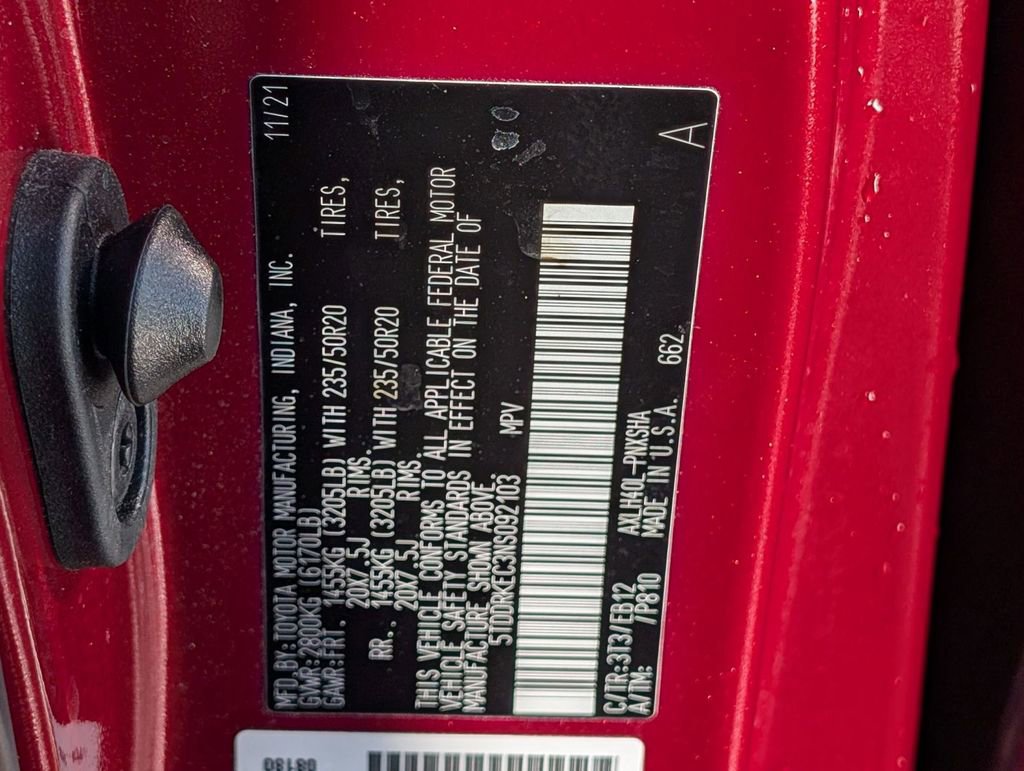 MFD.BY:TOYOTA MOTOR MANUFACTURING, INDIANA, INC. 11/21
GVWR:2800KG (6170LB)
GAWR:FRT. 1455KG (3205LB) WITH 235/50R20 TIRES,
20X7.5J RIMS.
RR.. 1455KG (3205LB) WITH 235/50R20 TIRES,
20X7.5J RIMS.
THIS VEHICLE CONFORMS TO ALL APPLICABLE FEDERAL MOTOR
VEHICLE SAFETY STANDARDS IN EFFECT ON THE DATE OF
MANUFACTURE SHOWN ABOVE.
5TDDRKEC3NS092103 MPV
C/TR:3T3/EB12 AXLH40L-PNXSHA 662 A
A/TM: /P810 MADE IN U.S.A.